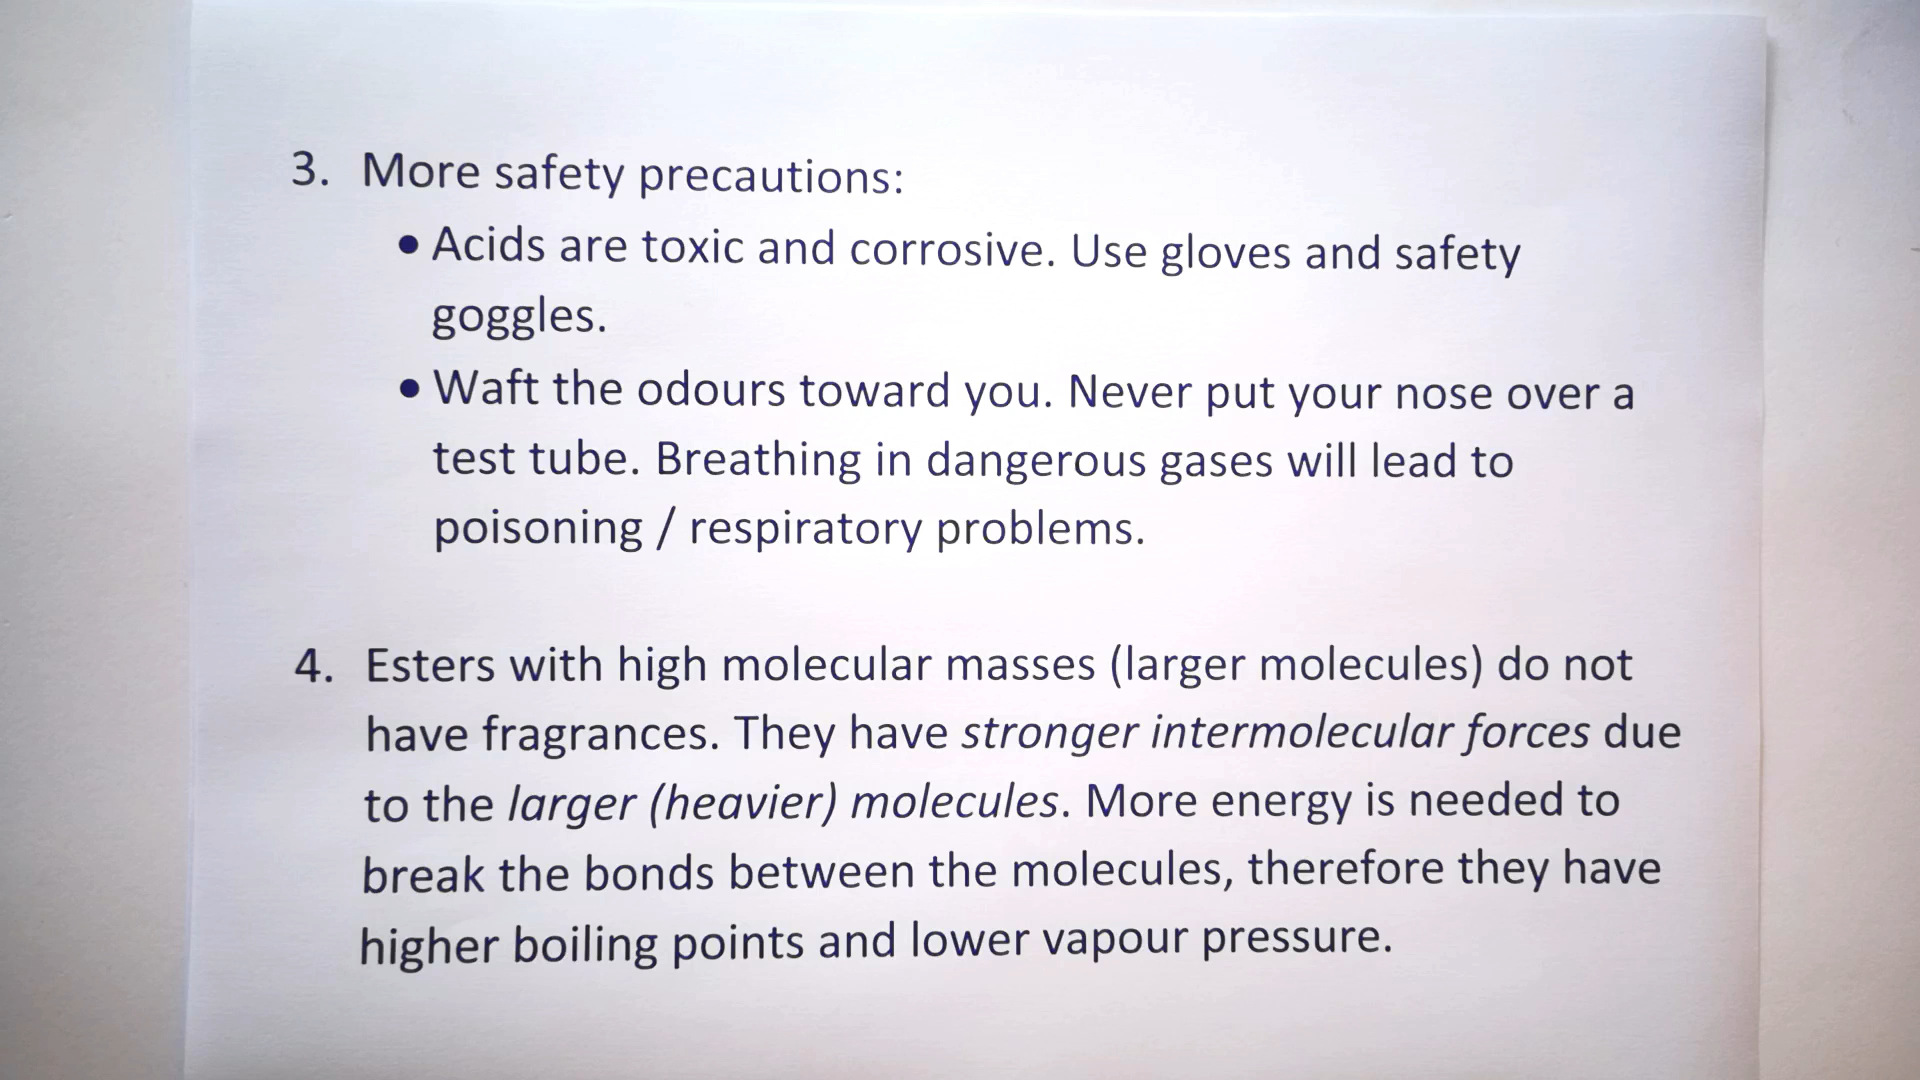 3. More safety precautions:
• Acids are toxic and corrosive. Use gloves and safety
goggles.
• Waft the odours toward you. Never put your nose over a
test tube. Breathing in dangerous gases will lead to
poisoning / respiratory problems.
4. Esters with high molecular masses (larger molecules) do not
have fragrances. They have stronger intermolecular forces due
to the larger (heavier) molecules. More energy is needed to
break the bonds between the molecules, therefore they have
higher boiling points and lower vapour pressure.